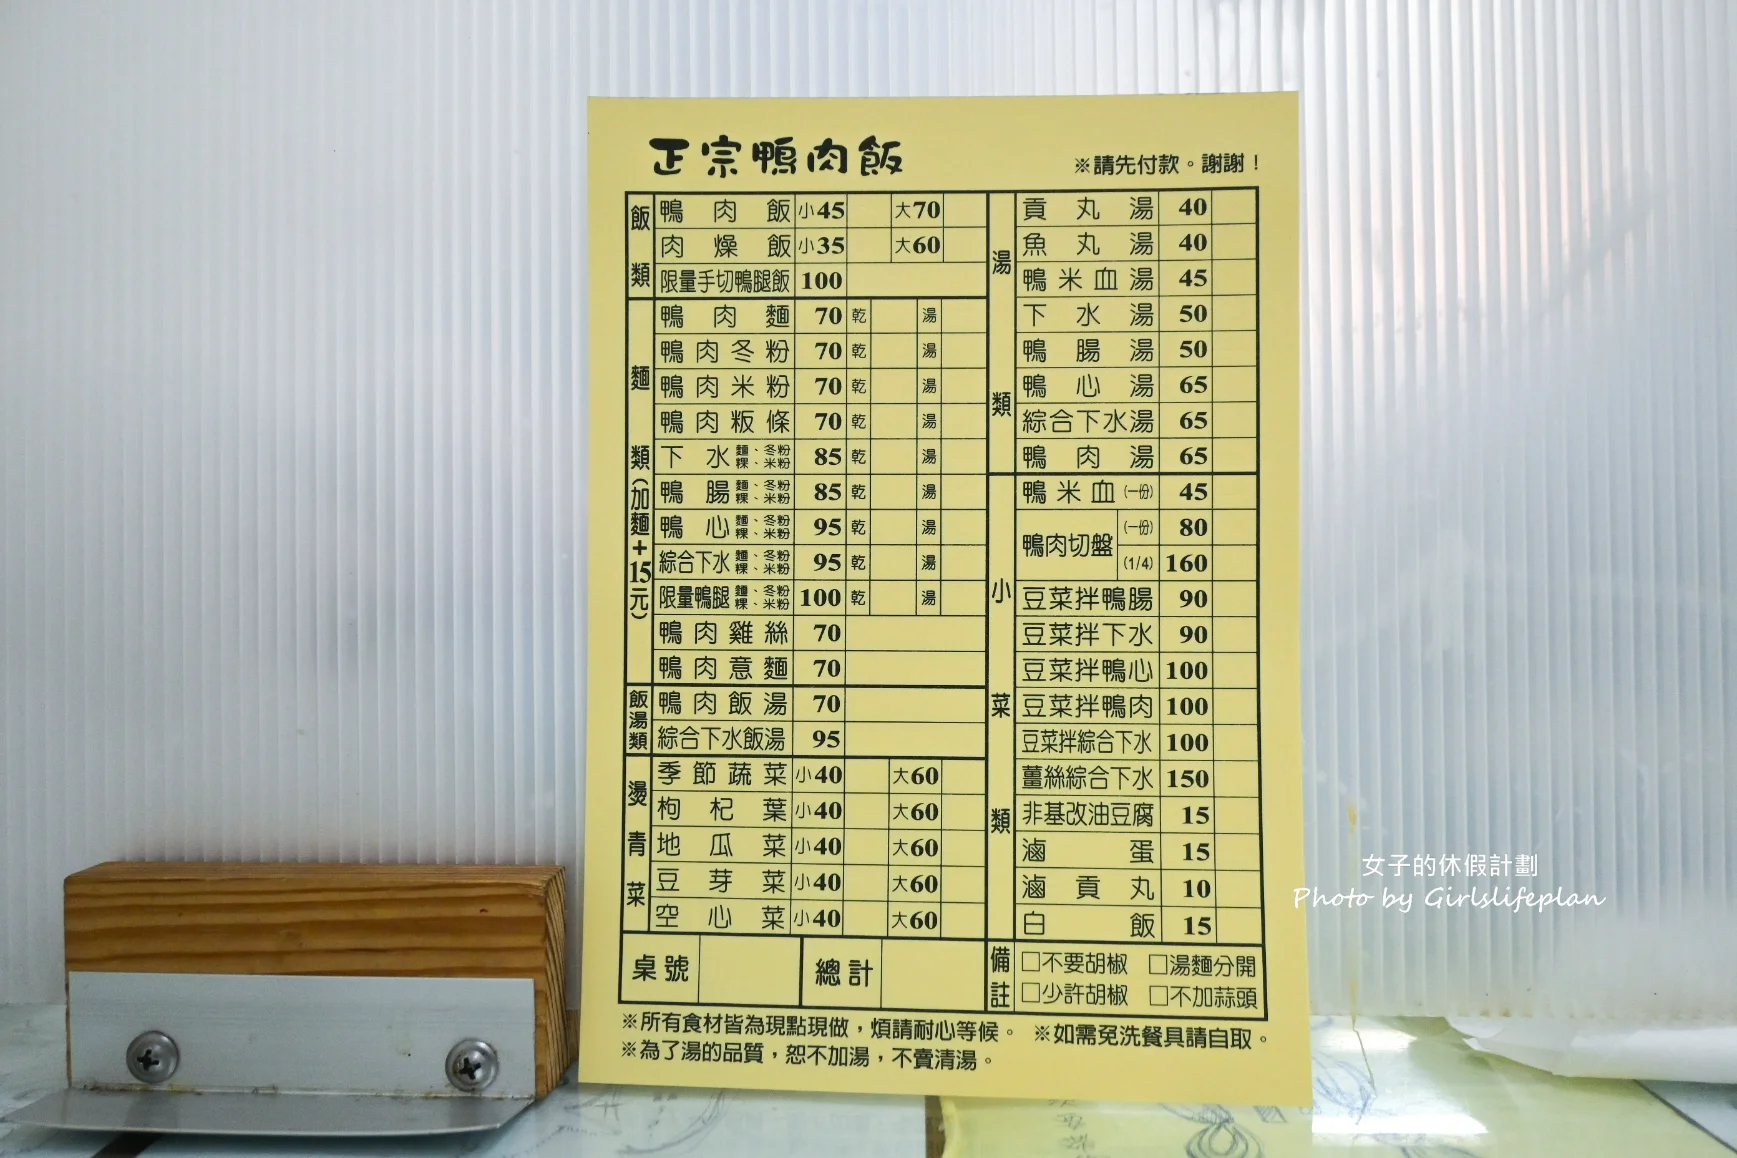 正宗鴨肉飯
※請先付款。謝謝！
飯類
鴨肉飯 小45 大70
肉燥飯 小35 大60
限量手切鴨腿飯 100
麵類(加麵+15元)
鴨肉麵 70 乾 湯
鴨肉冬粉 70 乾 湯
鴨肉米粉 70 乾 湯
鴨肉粄條 70 乾 湯
下水 麵、冬粉 粿、米粉 85 乾 湯
鴨腸 麵、冬粉 粿、米粉 85 乾 湯
鴨心 麵、冬粉 粿、米粉 95 乾 湯
綜合下水 麵、冬粉 粿、米粉 95 乾 湯
限量鴨腿 麵、冬粉 粿、米粉 100 乾 湯
鴨肉雞絲 70
鴨肉意麵 70
飯湯類
鴨肉飯湯 70
綜合下水飯湯 95
燙青菜
季節蔬菜 小40 大60
枸杞葉 小40 大60
地瓜菜 小40 大60
豆芽菜 小40 大60
空心菜 小40 大60
湯類
貢丸湯 40
魚丸湯 40
鴨米血湯 45
下水湯 50
鴨腸湯 50
鴨心湯 65
綜合下水湯 65
鴨肉湯 65
小菜類
鴨米血(一份) 45
鴨肉切盤 (一份) 80
(1/4) 160
豆菜拌鴨腸 90
豆菜拌下水 90
豆菜拌鴨心 100
豆菜拌鴨肉 100
豆菜拌綜合下水 100
薑絲綜合下水 150
非基改油豆腐 15
滷蛋 15
滷貢丸 10
白飯 15
桌號 總計
備註
□不要胡椒 □湯麵分開
□少許胡椒 □不加蒜頭
※所有食材皆為現點現做，煩請耐心等候。 ※如需免洗餐具請自取。
※為了湯的品質，恕不加湯，不賣清湯。
女子的休假計劃
Photo by Girlslifeplan